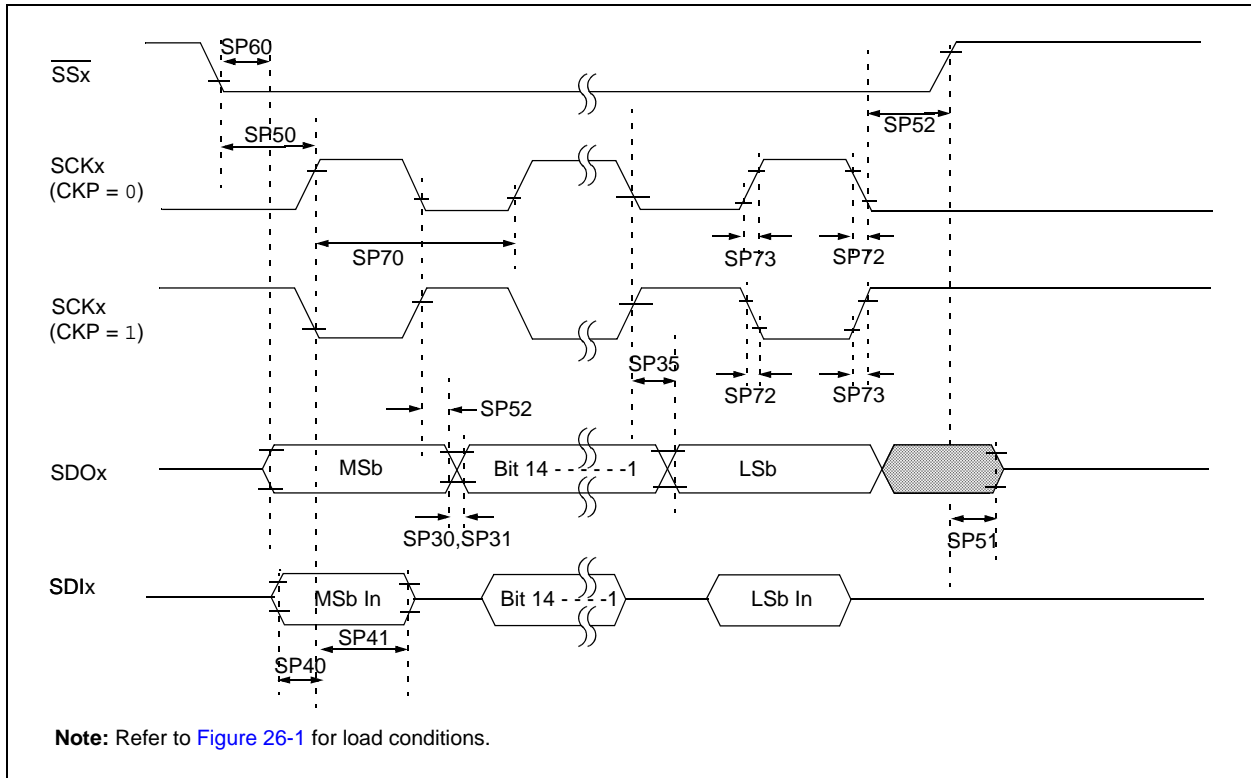 SP60
SSx
SP52
SP50
SCKx
(CKP = 0)
SP70
SP73
SP72
SCKx
(CKP = 1)
SP35
SP72
SP73
SP52
SDOx
MSb
Bit 14 - - - - - -1
LSb
SP30,SP31
SP51
SDIx
MSb In
Bit 14 - - - -1
LSb In
SP41
SP40
Note: Refer to Figure 26-1 for load conditions.